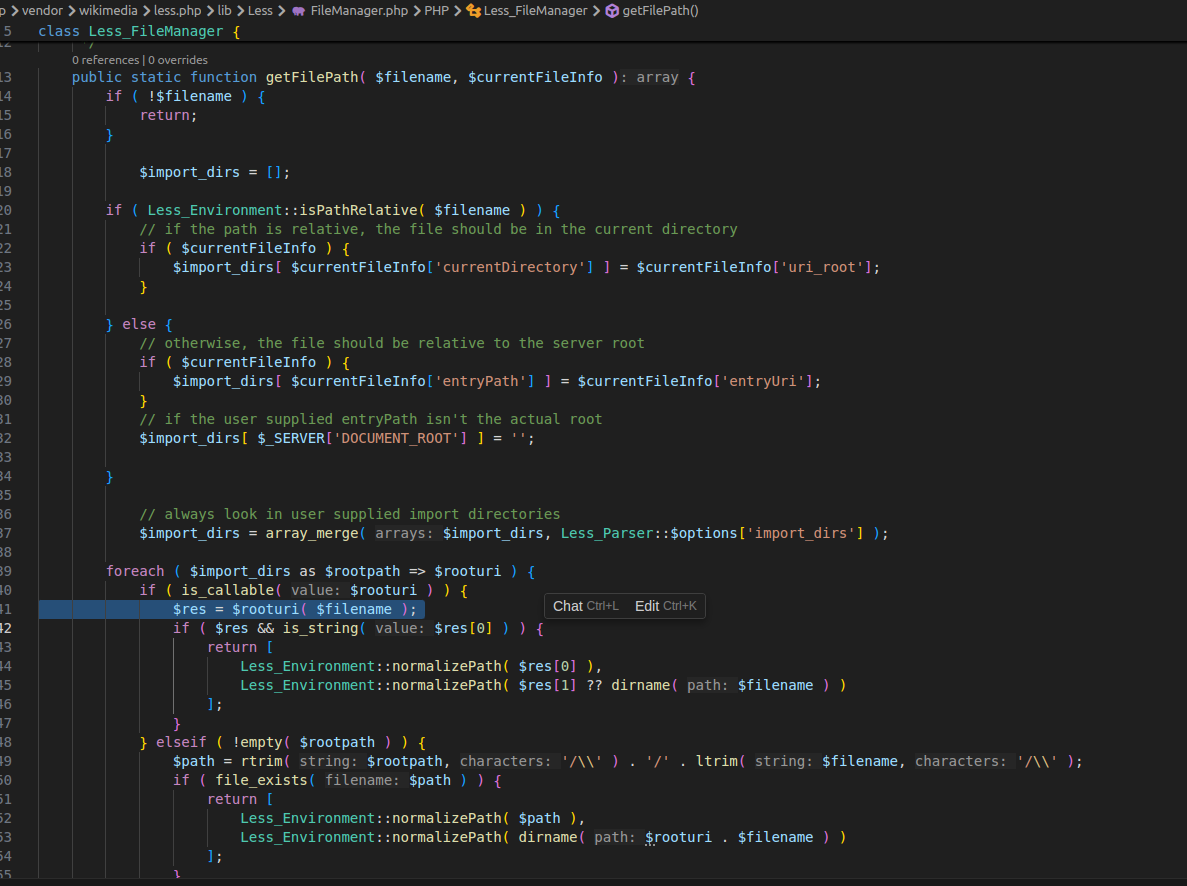 p > vendor > wikimedia > less.php > lib > Less > FileManager.php > PHP > Less_FileManager > getFilePath()
5 class Less_FileManager {
12 */
0 references | 0 overrides
13 public static function getFilePath( $filename, $currentFileInfo ): array {
14 if ( !$filename ) {
15 return;
16 }
17
18 $import_dirs = [];
19
20 if ( Less_Environment::isPathRelative( $filename ) ) {
21 // if the path is relative, the file should be in the current directory
22 if ( $currentFileInfo ) {
23 $import_dirs[ $currentFileInfo['currentDirectory'] ] = $currentFileInfo['uri_root'];
24 }
25
26 } else {
27 // otherwise, the file should be relative to the server root
28 if ( $currentFileInfo ) {
29 $import_dirs[ $currentFileInfo['entryPath'] ] = $currentFileInfo['entryUri'];
30 }
31 // if the user supplied entryPath isn't the actual root
32 $import_dirs[ $_SERVER['DOCUMENT_ROOT'] ] = '';
33
34 }
35
36 // always look in user supplied import directories
37 $import_dirs = array_merge( arrays: $import_dirs, Less_Parser::$options['import_dirs'] );
38
39 foreach ( $import_dirs as $rootpath => $rooturi ) {
40 if ( is_callable( value: $rooturi ) ) {
41 $res = $rooturi( $filename );
Chat Ctrl+L Edit Ctrl+K
42 if ( $res && is_string( value: $res[0] ) ) {
43 return [
44 Less_Environment::normalizePath( $res[0] ),
45 Less_Environment::normalizePath( $res[1] ?? dirname( path: $filename ) )
46 ];
47 }
48 } elseif ( !empty( $rootpath ) ) {
49 $path = rtrim( string: $rootpath, characters: '/\\' ) . '/' . ltrim( string: $filename, characters: '/\\' );
50 if ( file_exists( filename: $path ) ) {
51 return [
52 Less_Environment::normalizePath( $path ),
53 Less_Environment::normalizePath( dirname( path: $rooturi . $filename ) )
54 ];
55 }